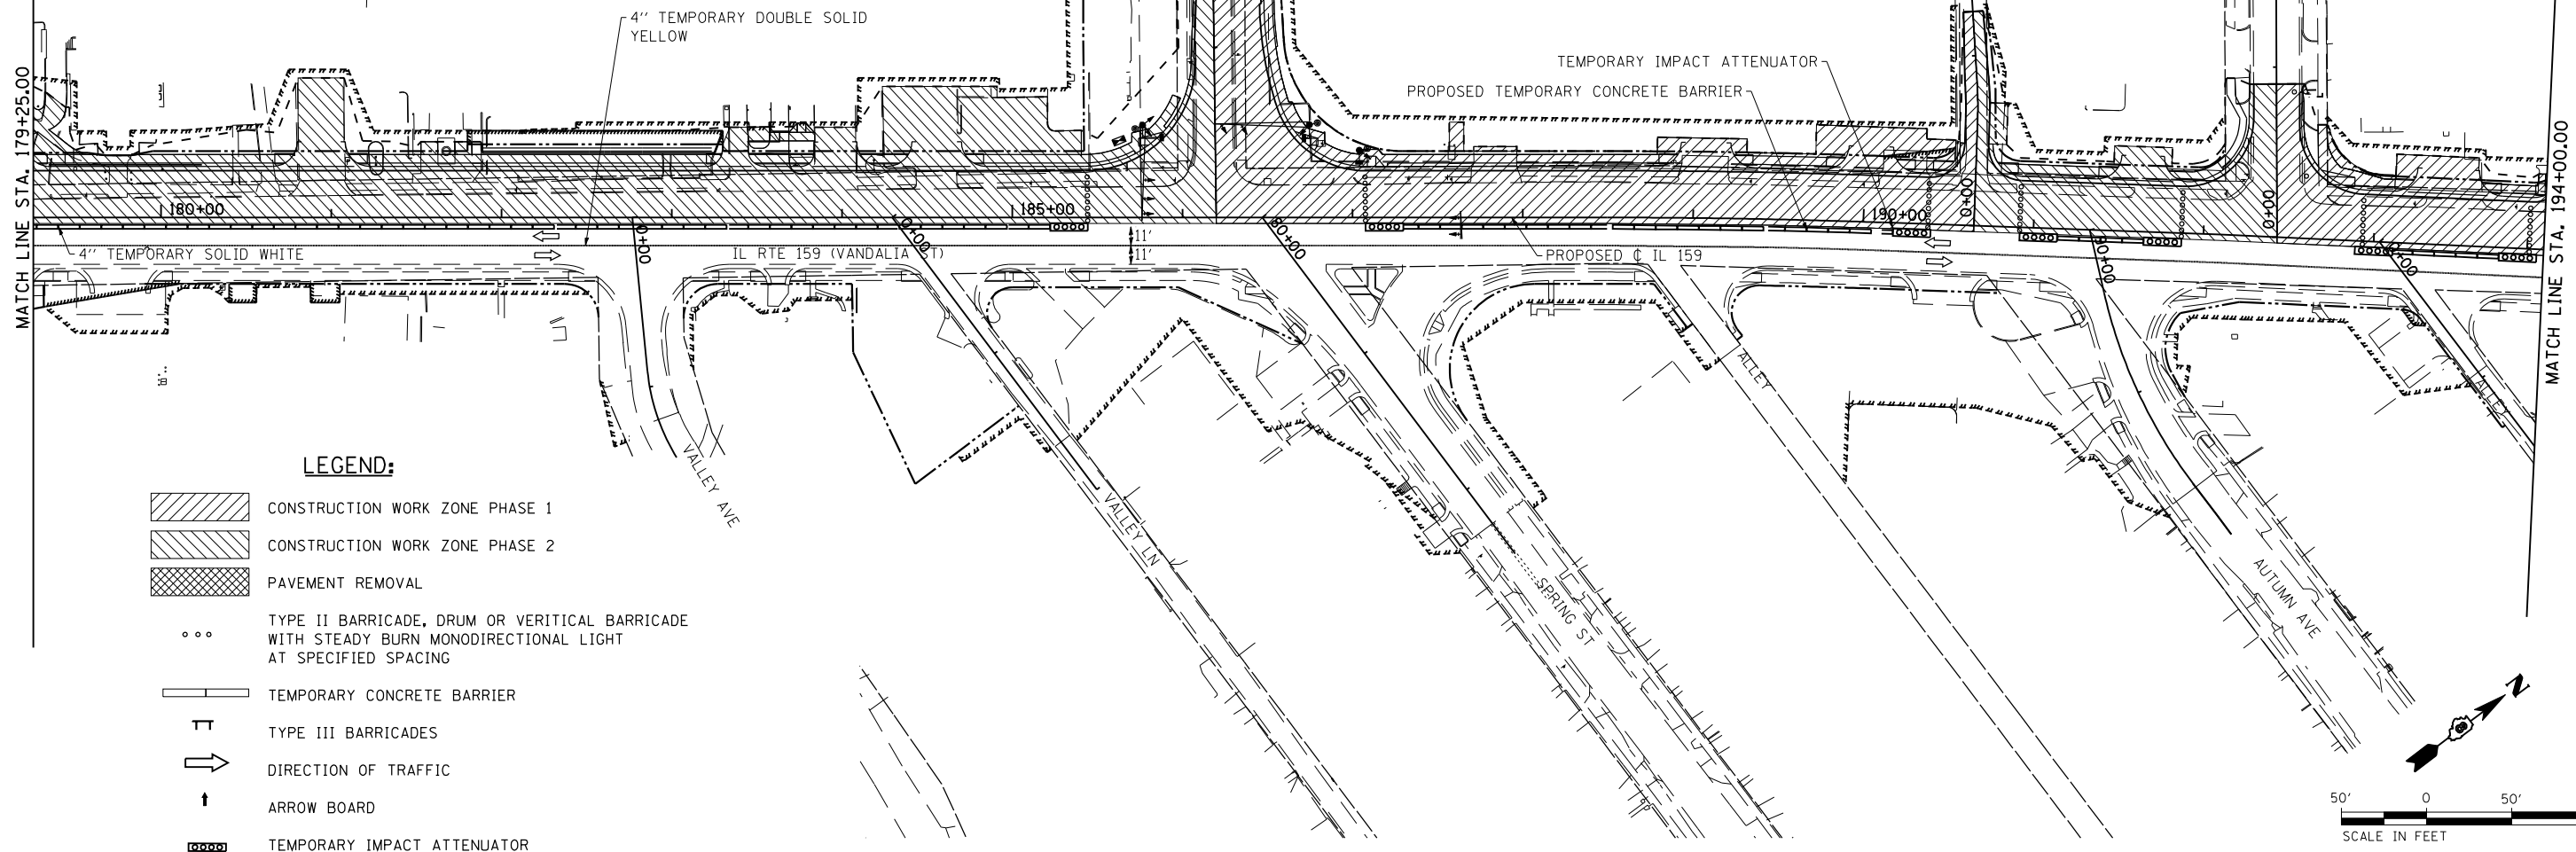 4'' TEMPORARY DOUBLE SOLID
YELLOW
TEMPORARY IMPACT ATTENUATOR
PROPOSED TEMPORARY CONCRETE BARRIER
MATCH LINE STA. 179+25.00
MATCH LINE STA. 194+00.00
180+00
185+00
190+00
0+00
0+00
4'' TEMPORARY SOLID WHITE
0+00
IL RTE 159 (VANDALIA ST)
0+00
11'
11'
80+00
PROPOSED ℄ IL 159
ALLEY
ALLEY
VALLEY AVE
VALLEY LN
SPRING ST
AUTUMN AVE
LEGEND:
CONSTRUCTION WORK ZONE PHASE 1
CONSTRUCTION WORK ZONE PHASE 2
PAVEMENT REMOVAL
TYPE II BARRICADE, DRUM OR VERITICAL BARRICADE
WITH STEADY BURN MONODIRECTIONAL LIGHT
AT SPECIFIED SPACING
TEMPORARY CONCRETE BARRIER
TYPE III BARRICADES
DIRECTION OF TRAFFIC
ARROW BOARD
TEMPORARY IMPACT ATTENUATOR
N
50' 0 50'
SCALE IN FEET